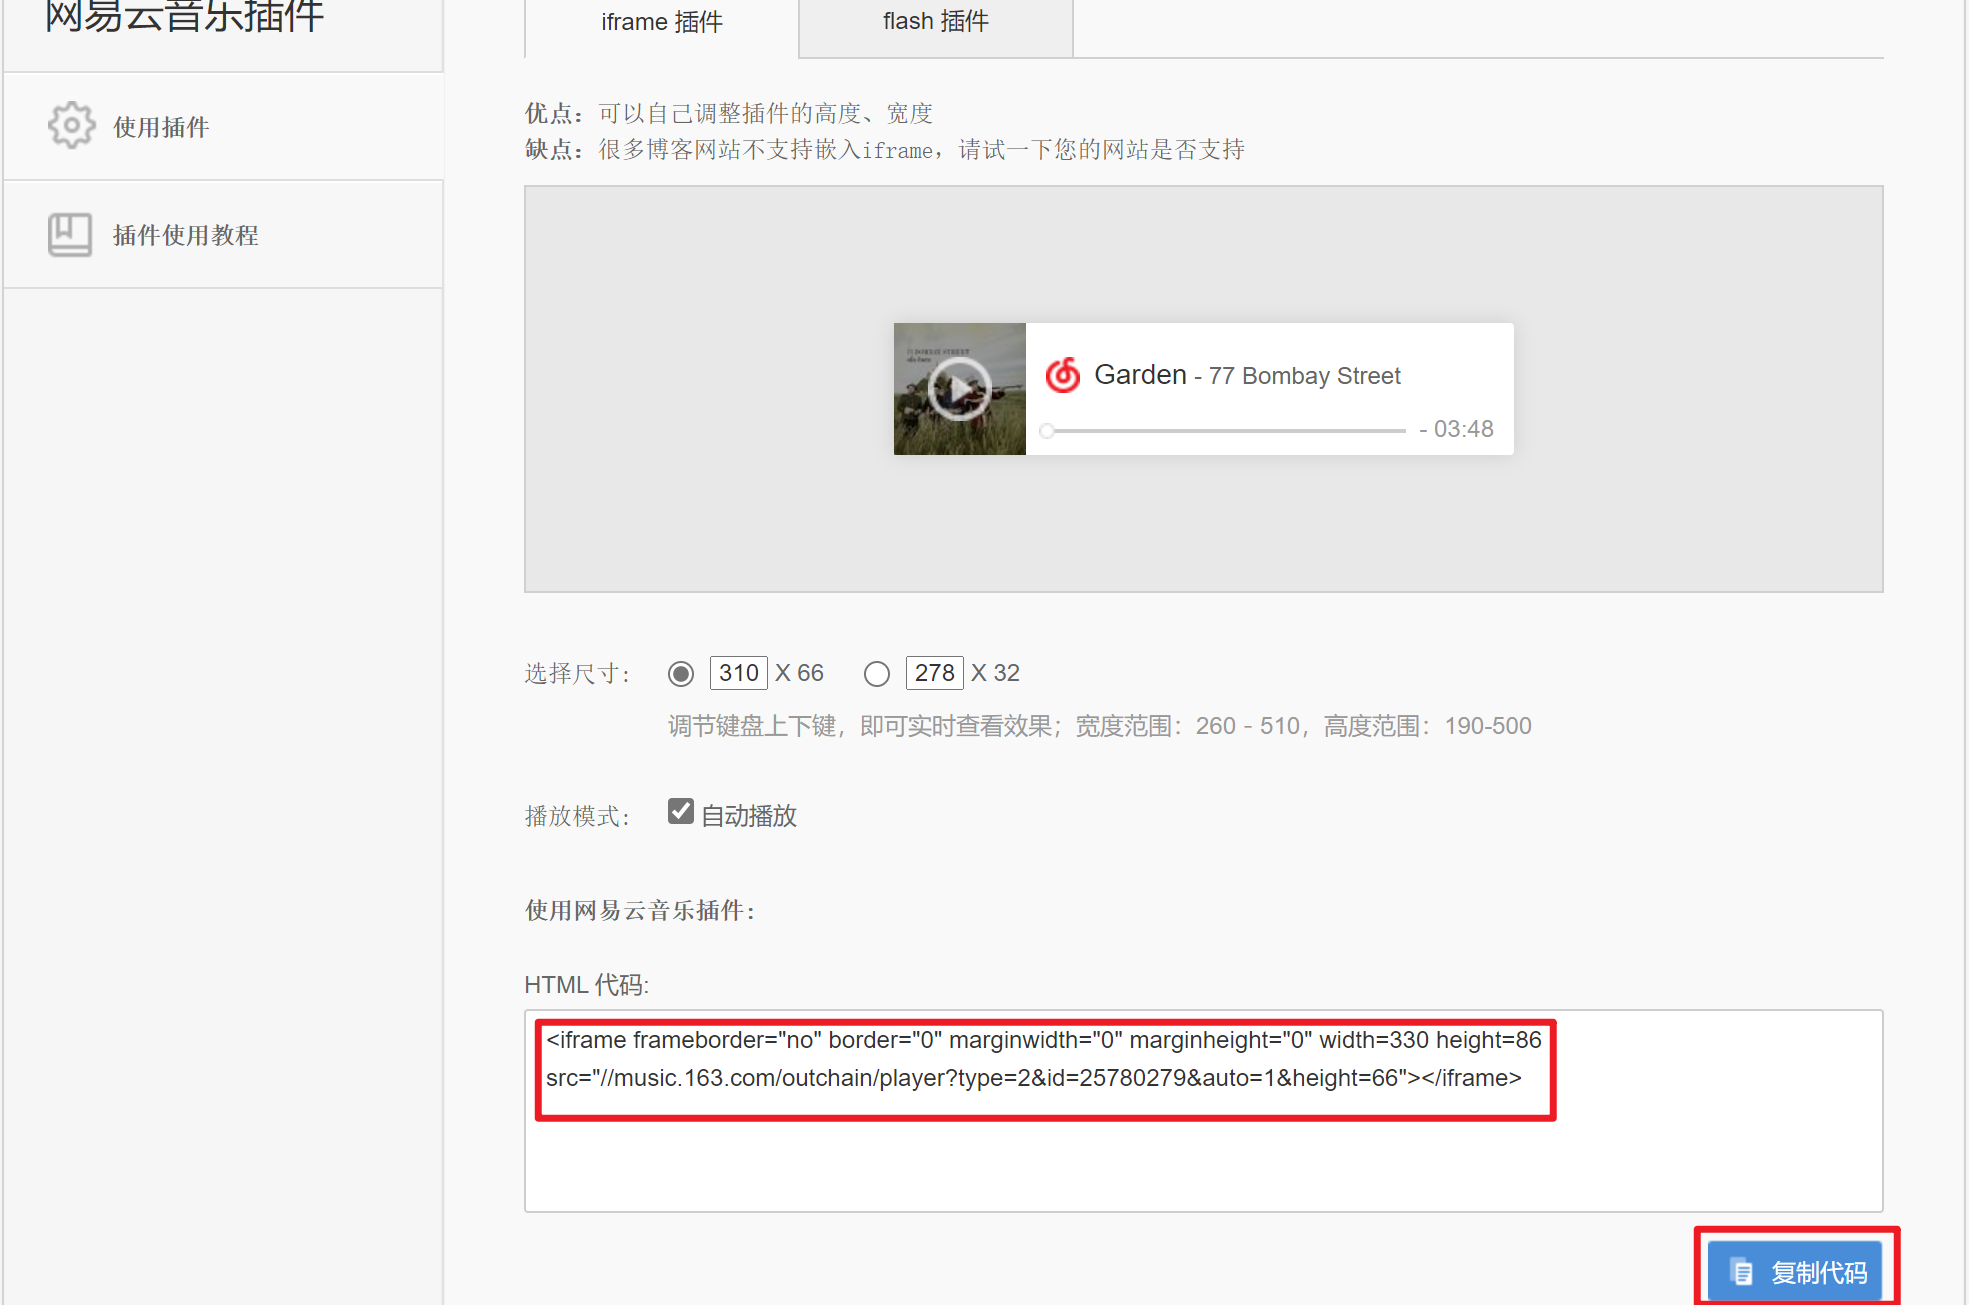 网易云音乐插件
使用插件
插件使用教程
iframe 插件
flash 插件
优点：可以自己调整插件的高度、宽度
缺点：很多博客网站不支持嵌入iframe，请试一下您的网站是否支持
77 BOMBAY STREET
Garden - 77 Bombay Street
- 03:48
选择尺寸：
310 X 66
278 X 32
调节键盘上下键，即可实时查看效果；宽度范围：260 - 510，高度范围：190-500
播放模式：
自动播放
使用网易云音乐插件：
HTML 代码:
<iframe frameborder="no" border="0" marginwidth="0" marginheight="0" width=330 height=86
src="//music.163.com/outchain/player?type=2&id=25780279&auto=1&height=66"></iframe>
复制代码